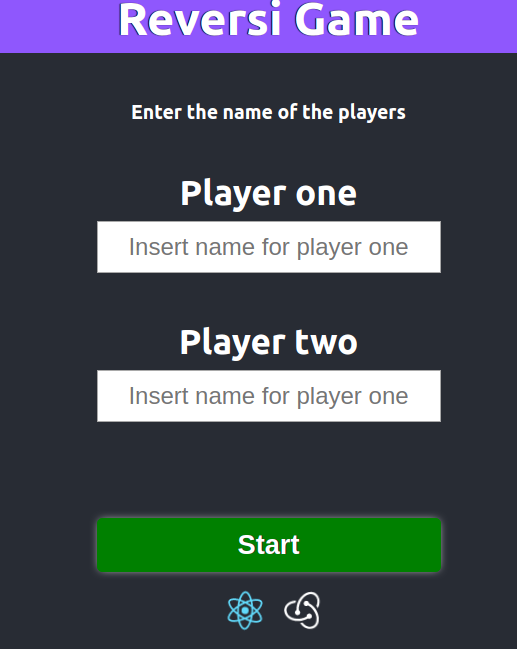 Reversi Game
Enter the name of the players
Player one
Insert name for player one
Player two
Insert name for player one
Start